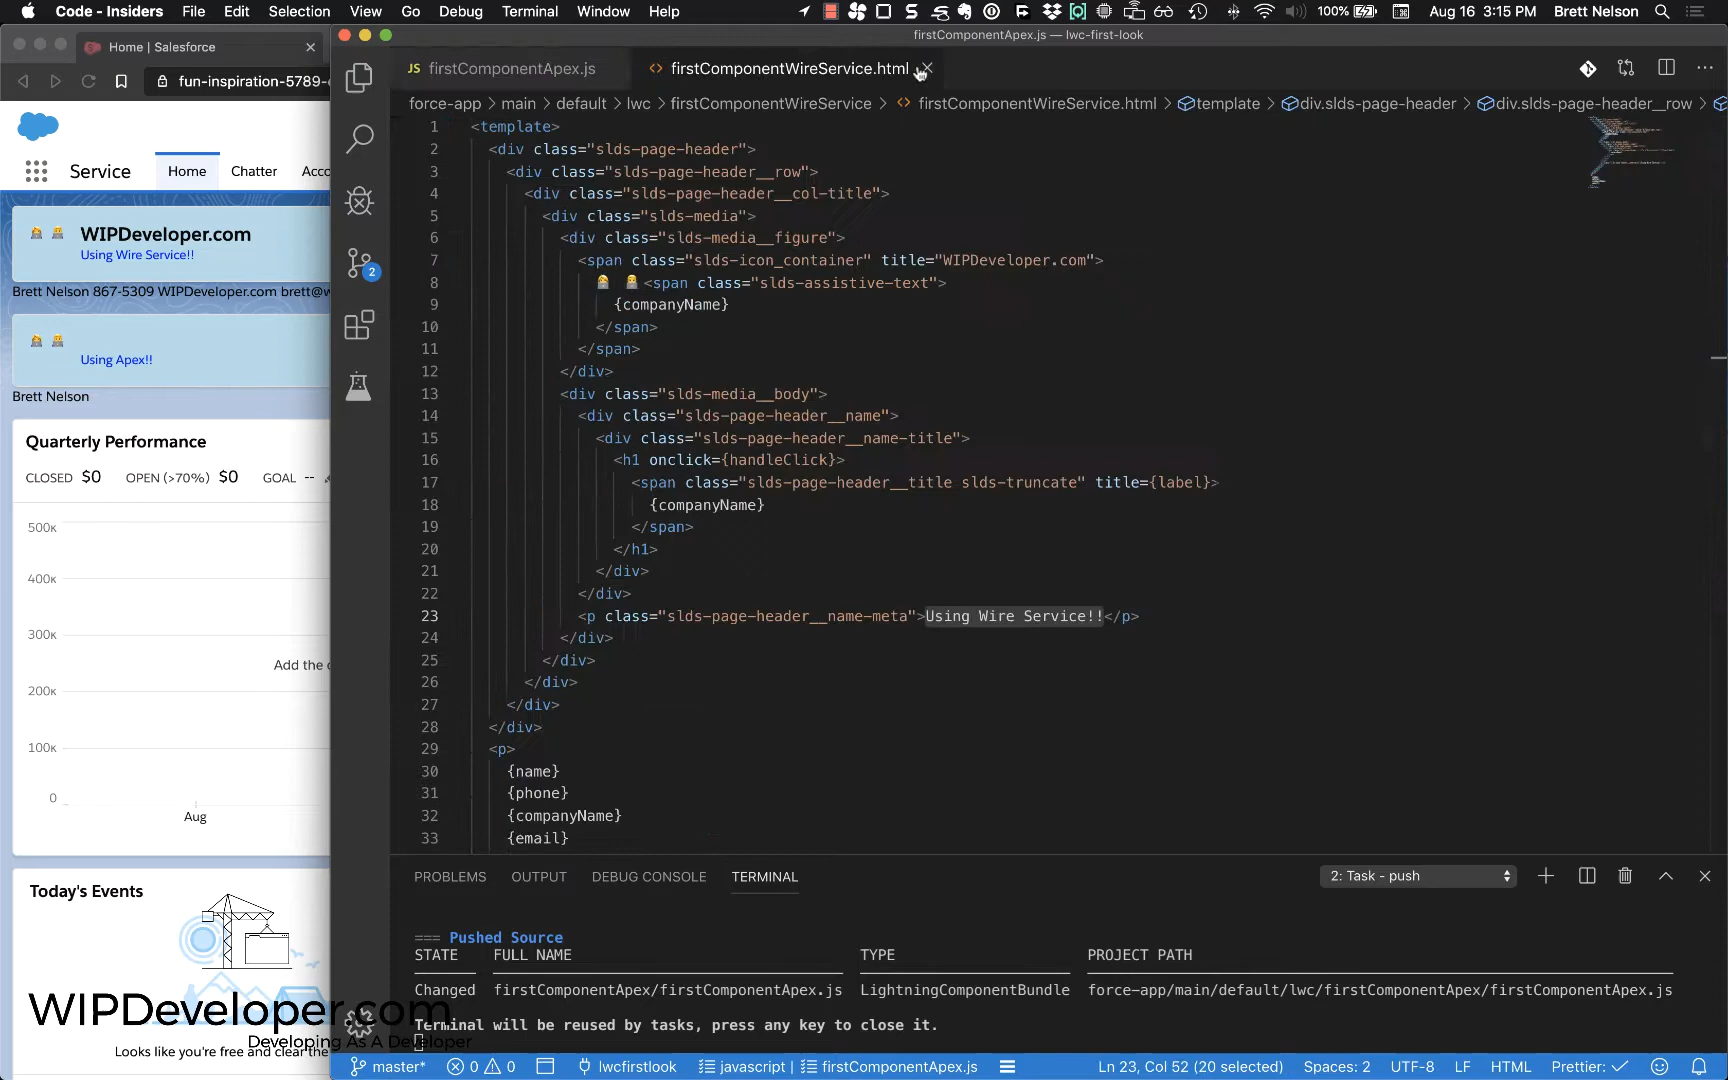 Code - Insiders File Edit Selection View Go Debug Terminal Window Help 100% Aug 16 3:15 PM Brett Nelson
firstComponentApex.js — lwc-first-look
Home | Salesforce
fun-inspiration-5789-
JS firstComponentApex.js
<> firstComponentWireService.html
force-app > main > default > lwc > firstComponentWireService > <> firstComponentWireService.html > template > div.slds-page-header > div.slds-page-header__row >
Service Home Chatter Acco
WIPDeveloper.com
Using Wire Service!!
Brett Nelson 867-5309 WIPDeveloper.com brett@w
Using Apex!!
Brett Nelson
Quarterly Performance
CLOSED $0 OPEN (>70%) $0 GOAL --
500K
400K
300K
Add the
200K
100K
0
Aug
Today's Events
Looks like you're free and clear the
2
1 <template>
2 <div class="slds-page-header">
3 <div class="slds-page-header__row">
4 <div class="slds-page-header__col-title">
5 <div class="slds-media">
6 <div class="slds-media__figure">
7 <span class="slds-icon_container" title="WIPDeveloper.com">
8 <span class="slds-assistive-text">
9 {companyName}
10 </span>
11 </span>
12 </div>
13 <div class="slds-media__body">
14 <div class="slds-page-header__name">
15 <div class="slds-page-header__name-title">
16 <h1 onclick={handleClick}>
17 <span class="slds-page-header__title slds-truncate" title={label}>
18 {companyName}
19 </span>
20 </h1>
21 </div>
22 </div>
23 <p class="slds-page-header__name-meta">Using Wire Service!!</p>
24 </div>
25 </div>
26 </div>
27 </div>
28 </div>
29 <p>
30 {name}
31 {phone}
32 {companyName}
33 {email}
PROBLEMS OUTPUT DEBUG CONSOLE TERMINAL 2: Task - push
=== Pushed Source
STATE FULL NAME TYPE PROJECT PATH
Changed firstComponentApex/firstComponentApex.js LightningComponentBundle force-app/main/default/lwc/firstComponentApex/firstComponentApex.js
Terminal will be reused by tasks, press any key to close it.
WIPDeveloper.com
Developing As A Developer
master* 0 0 lwcfirstlook javascript | firstComponentApex.js Ln 23, Col 52 (20 selected) Spaces: 2 UTF-8 LF HTML Prettier: ✓